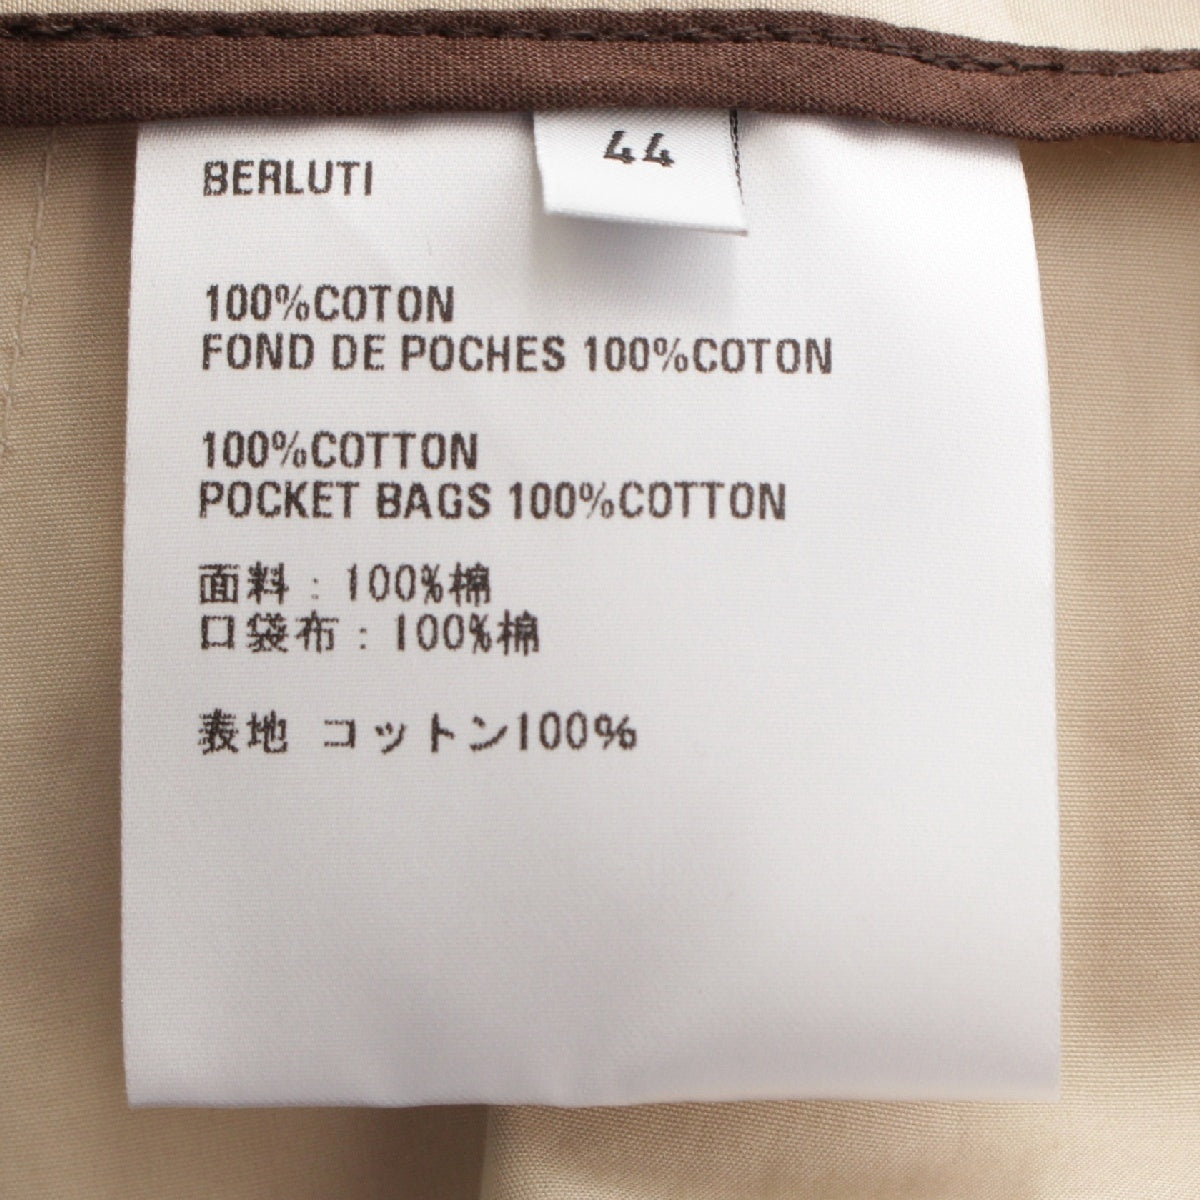 44
BERLUTI
100%COTON
FOND DE POCHES 100%COTON
100%COTTON
POCKET BAGS 100%COTTON
面料：100%棉
口袋布：100%棉
表地 コットン100%